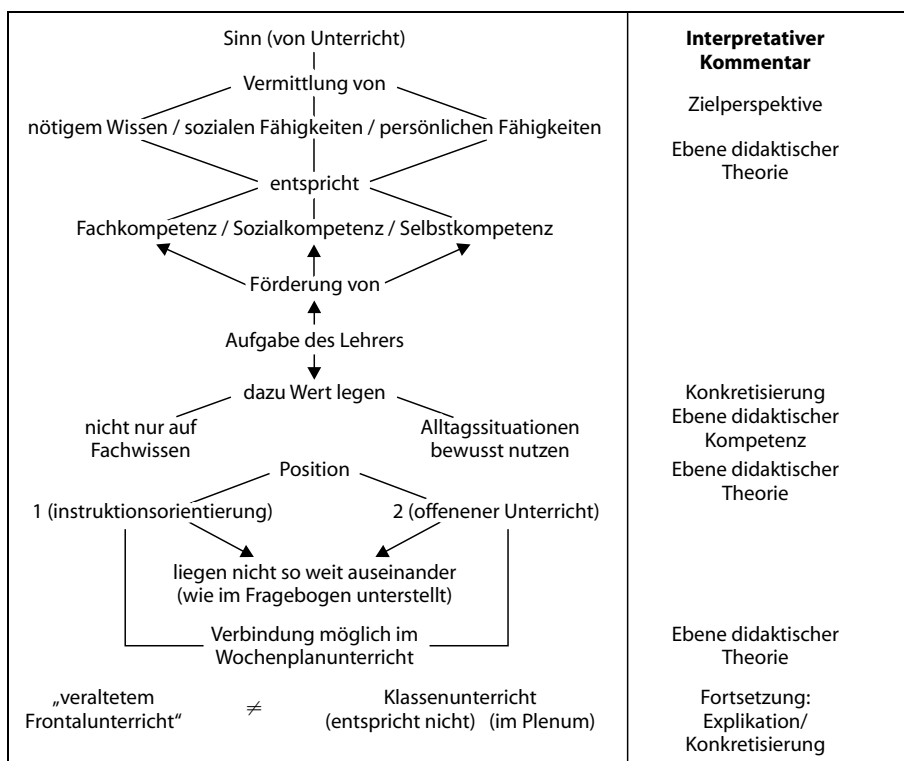 Sinn (von Unterricht)
Vermittlung von
nötigem Wissen / sozialen Fähigkeiten / persönlichen Fähigkeiten
entspricht
Fachkompetenz / Sozialkompetenz / Selbstkompetenz
Förderung von
Aufgabe des Lehrers
dazu Wert legen
nicht nur auf
Fachwissen
Alltagssituationen
bewusst nutzen
Position
1 (instruktionsorientierung)
2 (offenener Unterricht)
liegen nicht so weit auseinander
(wie im Fragebogen unterstellt)
Verbindung möglich im
Wochenplanunterricht
„veraltetem
Frontalunterricht“
≠
Klassenunterricht
(entspricht nicht) (im Plenum)
Interpretativer
Kommentar
Zielperspektive
Ebene didaktischer
Theorie
Konkretisierung
Ebene didaktischer
Kompetenz
Ebene didaktischer
Theorie
Ebene didaktischer
Theorie
Fortsetzung:
Explikation/
Konkretisierung